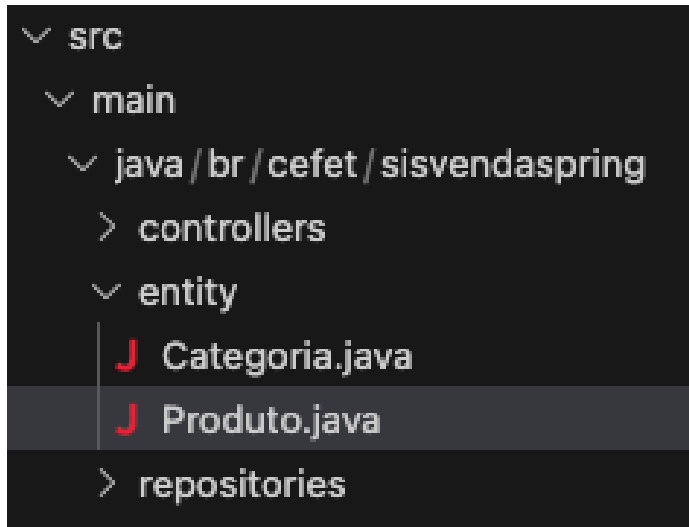 src
main
java/br/cefet/sisvendaspring
controllers
entity
J Categoria.java
J Produto.java
repositories